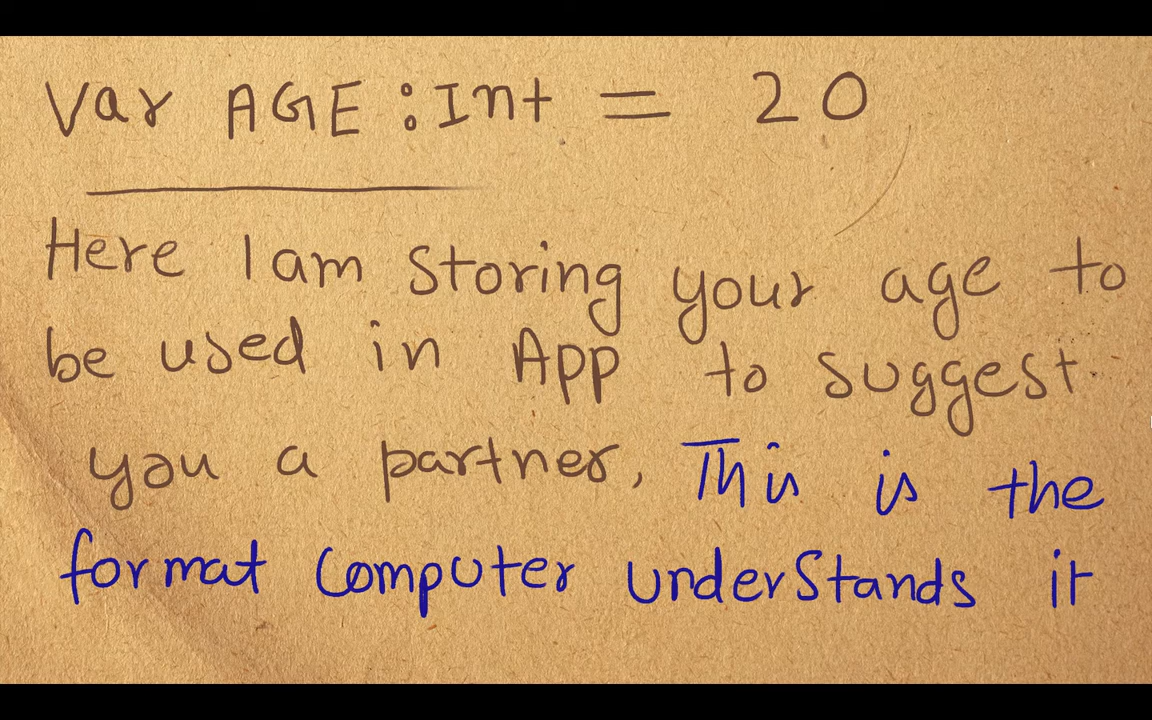 Var AGE : Int = 20
Here I am storing your age to
be used in App to suggest
you a partner, This is the
format Computer understands it